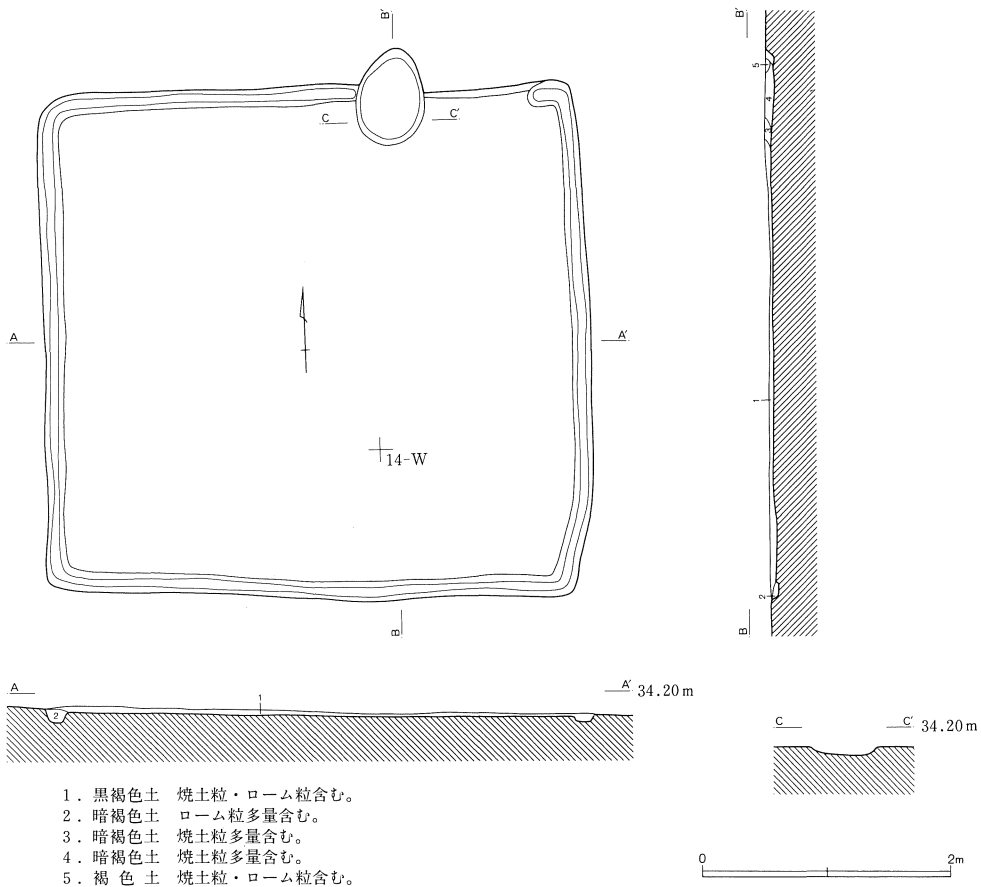 B'
C
C'
A
A'
14-W
B
B'
5
4
3
1
2
B
A
1
2
A' 34.20m
C
C' 34.20m
1. 黒褐色土 焼土粒・ローム粒含む。
2. 暗褐色土 ローム粒多量含む。
3. 暗褐色土 焼土粒多量含む。
4. 暗褐色土 焼土粒多量含む。
5. 褐色土 焼土粒・ローム粒含む。
0
2m